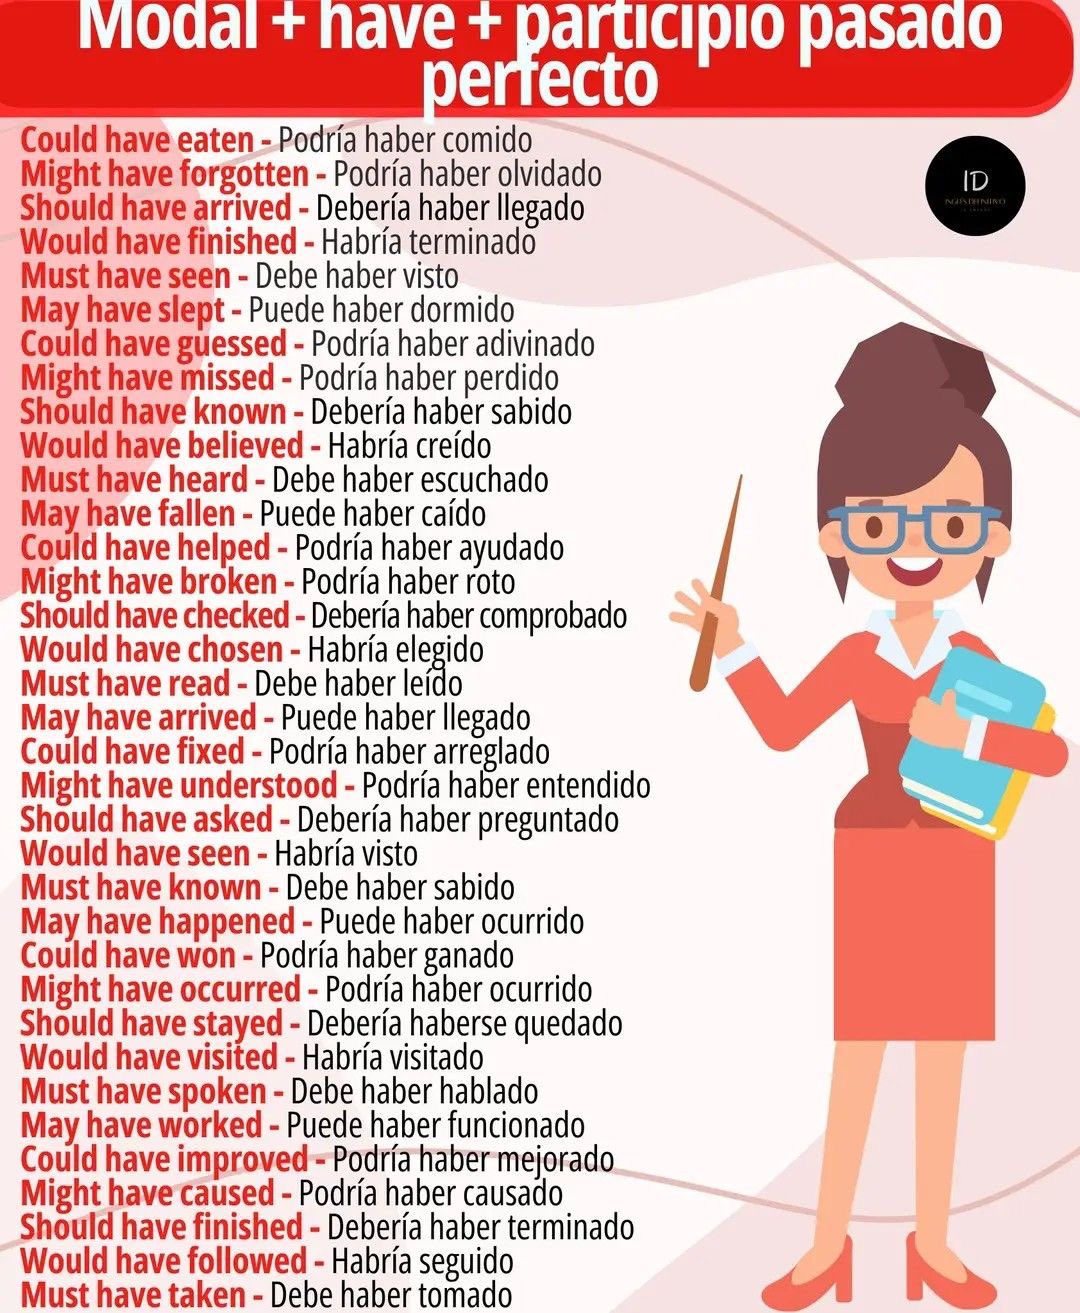 Modal + have + participio pasado
perfecto
ID
INGLÉS DEFINITIVO
Could have eaten - Podría haber comido
Might have forgotten - Podría haber olvidado
Should have arrived - Debería haber llegado
Would have finished - Habría terminado
Must have seen - Debe haber visto
May have slept - Puede haber dormido
Could have guessed - Podría haber adivinado
Might have missed - Podría haber perdido
Should have known - Debería haber sabido
Would have believed - Habría creído
Must have heard - Debe haber escuchado
May have fallen - Puede haber caído
Could have helped - Podría haber ayudado
Might have broken - Podría haber roto
Should have checked - Debería haber comprobado
Would have chosen - Habría elegido
Must have read - Debe haber leído
May have arrived - Puede haber llegado
Could have fixed - Podría haber arreglado
Might have understood - Podría haber entendido
Should have asked - Debería haber preguntado
Would have seen - Habría visto
Must have known - Debe haber sabido
May have happened - Puede haber ocurrido
Could have won - Podría haber ganado
Might have occurred - Podría haber ocurrido
Should have stayed - Debería haberse quedado
Would have visited - Habría visitado
Must have spoken - Debe haber hablado
May have worked - Puede haber funcionado
Could have improved - Podría haber mejorado
Might have caused - Podría haber causado
Should have finished - Debería haber terminado
Would have followed - Habría seguido
Must have taken - Debe haber tomado